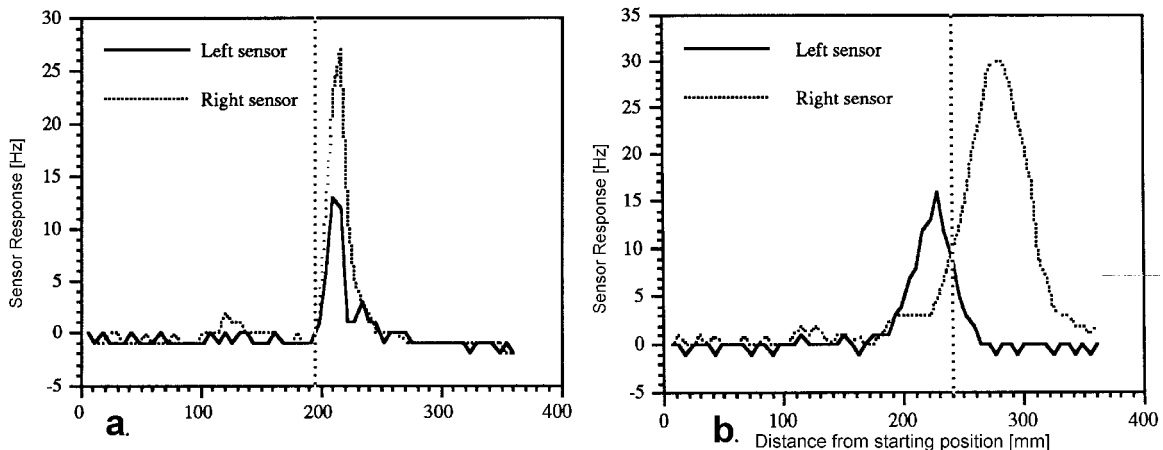 30
25
20
15
10
5
0
-5
Sensor Response [Hz]
Left sensor
Right sensor
0 100 200 300 400
a.
35
30
25
20
15
10
5
0
-5
Sensor Response [Hz]
Left sensor
Right sensor
0 100 200 300 400
b.
Distance from starting position [mm]